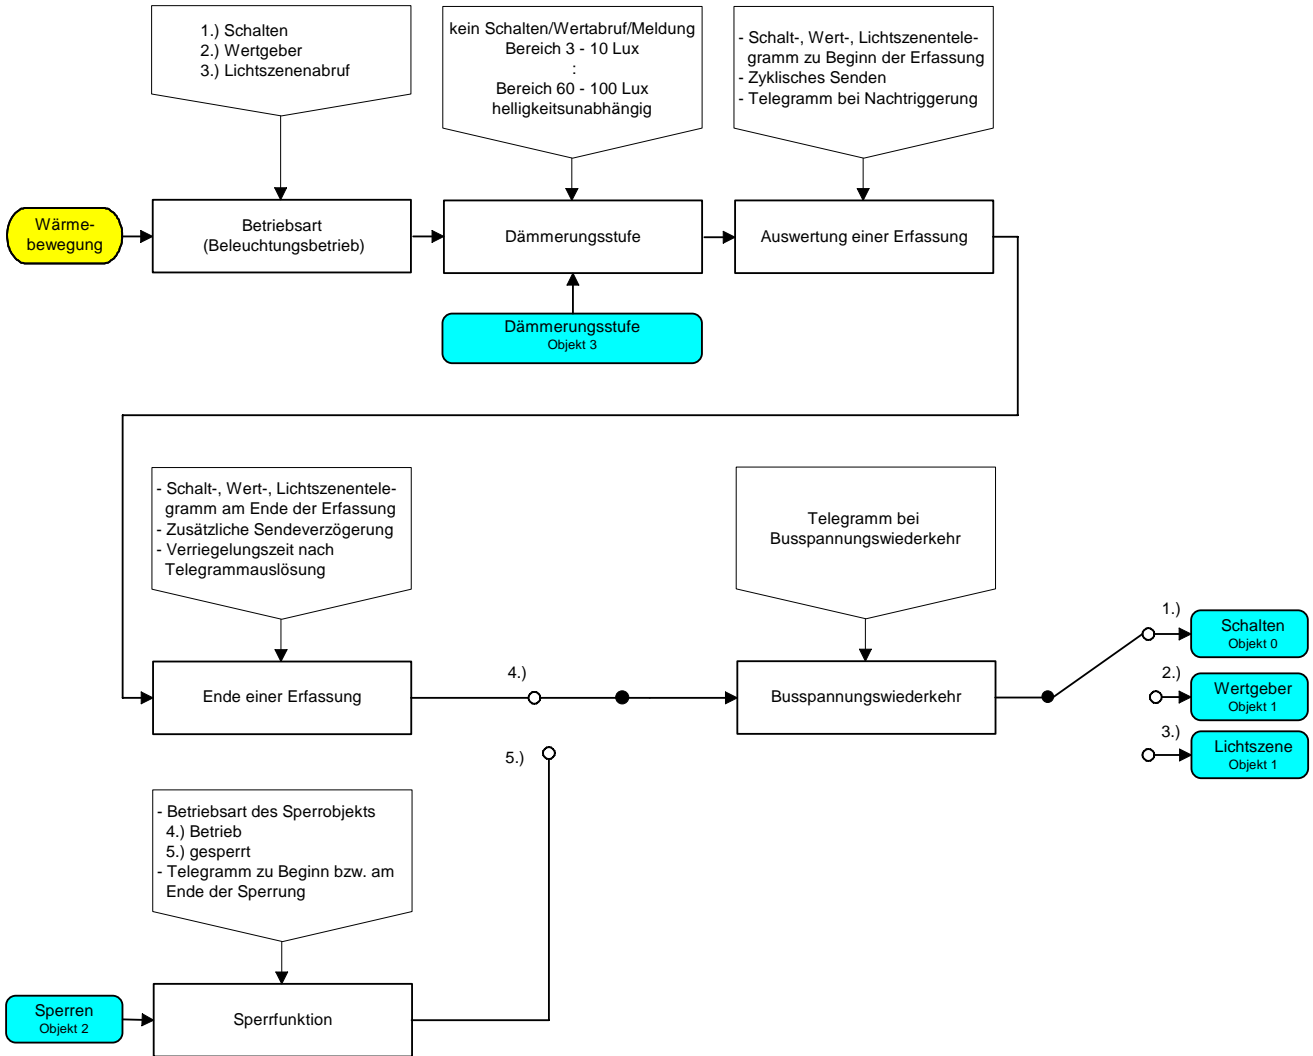 1.) Schalten
2.) Wertgeber
3.) Lichtszenenabruf
kein Schalten/Wertabruf/Meldung
Bereich 3 - 10 Lux
:
Bereich 60 - 100 Lux
helligkeitsunabhängig
- Schalt-, Wert-, Lichtszenentele-
gramm zu Beginn der Erfassung
- Zyklisches Senden
- Telegramm bei Nachtriggerung
Wärme-
bewegung
Betriebsart
(Beleuchtungsbetrieb)
Dämmerungsstufe
Auswertung einer Erfassung
Dämmerungsstufe
Objekt 3
- Schalt-, Wert-, Lichtszenentele-
gramm am Ende der Erfassung
- Zusätzliche Sendeverzögerung
- Verriegelungszeit nach
Telegrammauslösung
Telegramm bei
Busspannungswiederkehr
Ende einer Erfassung
4.)
5.)
Busspannungswiederkehr
1.)
Schalten
Objekt 0
2.)
Wertgeber
Objekt 1
3.)
Lichtszene
Objekt 1
- Betriebsart des Sperrobjekts
4.) Betrieb
5.) gesperrt
- Telegramm zu Beginn bzw. am
Ende der Sperrung
Sperren
Objekt 2
Sperrfunktion